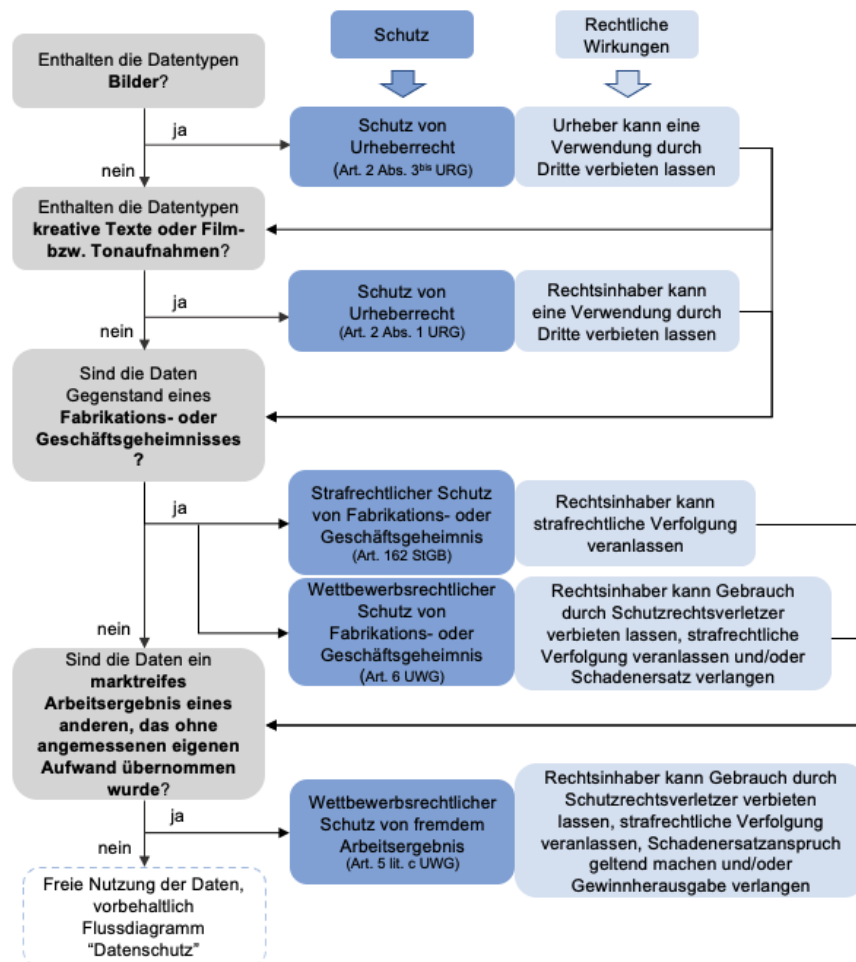 Schutz
Rechtliche
Wirkungen
Enthalten die Datentypen
Bilder?
ja
nein
Schutz von
Urheberrecht
(Art. 2 Abs. 3bis URG)
Urheber kann eine
Verwendung durch
Dritte verbieten lassen
Enthalten die Datentypen
kreative Texte oder Film-
bzw. Tonaufnahmen?
ja
nein
Schutz von
Urheberrecht
(Art. 2 Abs. 1 URG)
Rechtsinhaber kann
eine Verwendung durch
Dritte verbieten lassen
Sind die Daten
Gegenstand eines
Fabrikations- oder
Geschäftsgeheimnisses
?
ja
nein
Strafrechtlicher Schutz
von Fabrikations- oder
Geschäftsgeheimnis
(Art. 162 StGB)
Rechtsinhaber kann
strafrechtliche Verfolgung
veranlassen
Wettbewerbsrechtlicher
Schutz von
Fabrikations- oder
Geschäftsgeheimnis
(Art. 6 UWG)
Rechtsinhaber kann Gebrauch
durch Schutzrechtsverletzer
verbieten lassen, strafrechtliche
Verfolgung veranlassen und/oder
Schadenersatz verlangen
Sind die Daten ein
marktreifes
Arbeitsergebnis eines
anderen, das ohne
angemessenen eigenen
Aufwand übernommen
wurde?
ja
nein
Wettbewerbsrechtlicher
Schutz von fremdem
Arbeitsergebnis
(Art. 5 lit. c UWG)
Rechtsinhaber kann Gebrauch durch
Schutzrechtsverletzer verbieten
lassen, strafrechtliche Verfolgung
veranlassen, Schadenersatzanspruch
geltend machen und/oder
Gewinnherausgabe verlangen
Freie Nutzung der Daten,
vorbehaltlich
Flussdiagramm
“Datenschutz”